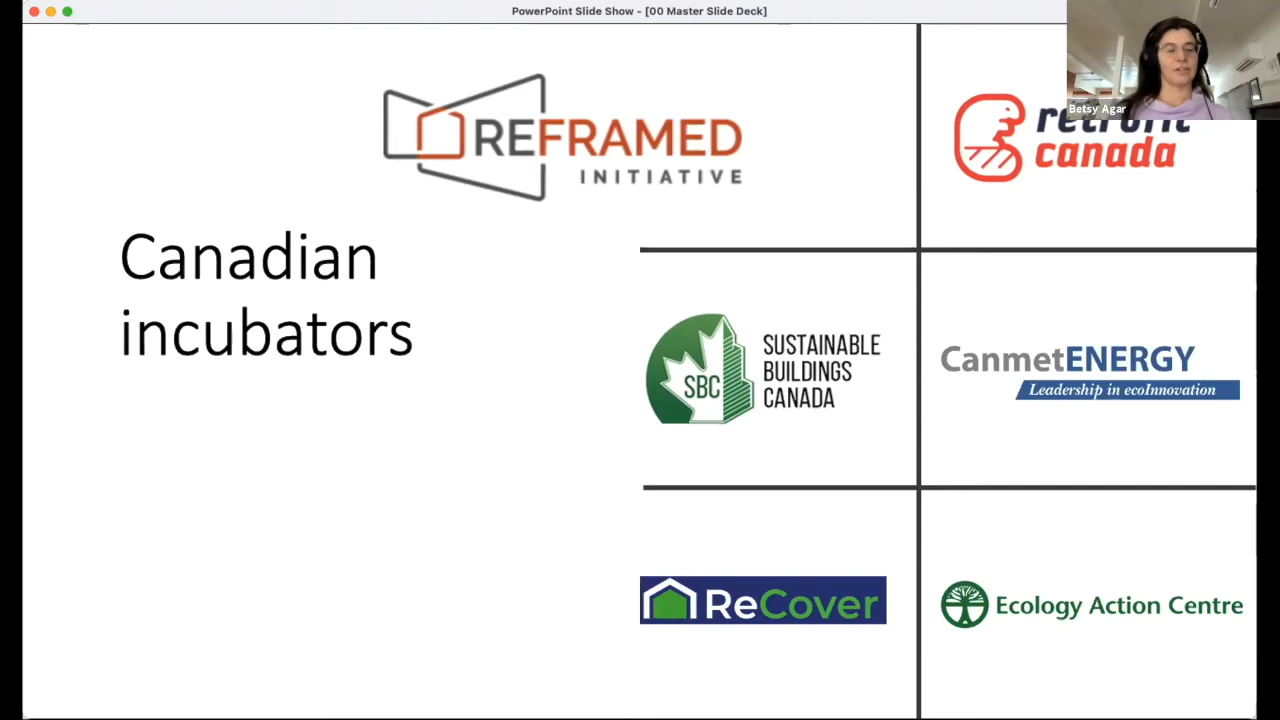 PowerPoint Slide Show - [00 Master Slide Deck]
Betsy Agar
REFRAMED
INITIATIVE
retrofit
canada
Canadian
incubators
SBC
SUSTAINABLE
BUILDINGS
CANADA
CanmetENERGY
Leadership in ecoInnovation
ReCover
Ecology Action Centre